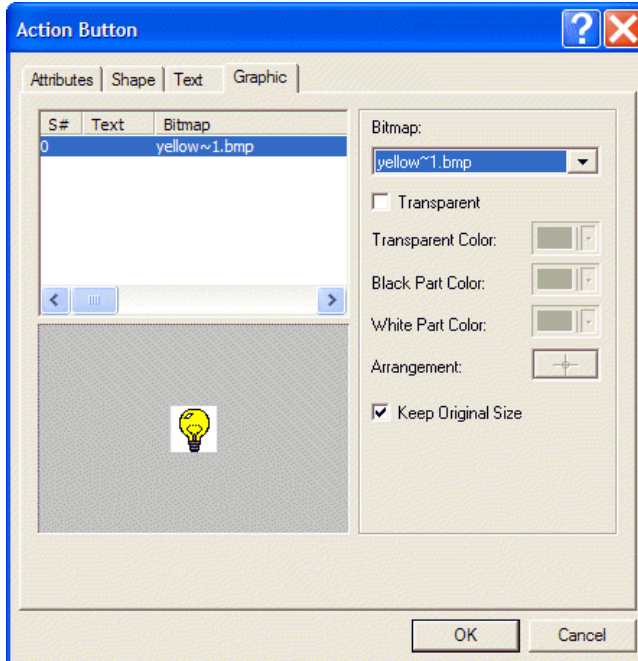 Action Button
Attributes Shape Text Graphic
S# Text Bitmap
0 yellow~1.bmp
Bitmap:
yellow~1.bmp
Transparent
Transparent Color:
Black Part Color:
White Part Color:
Arrangement:
Keep Original Size
OK Cancel